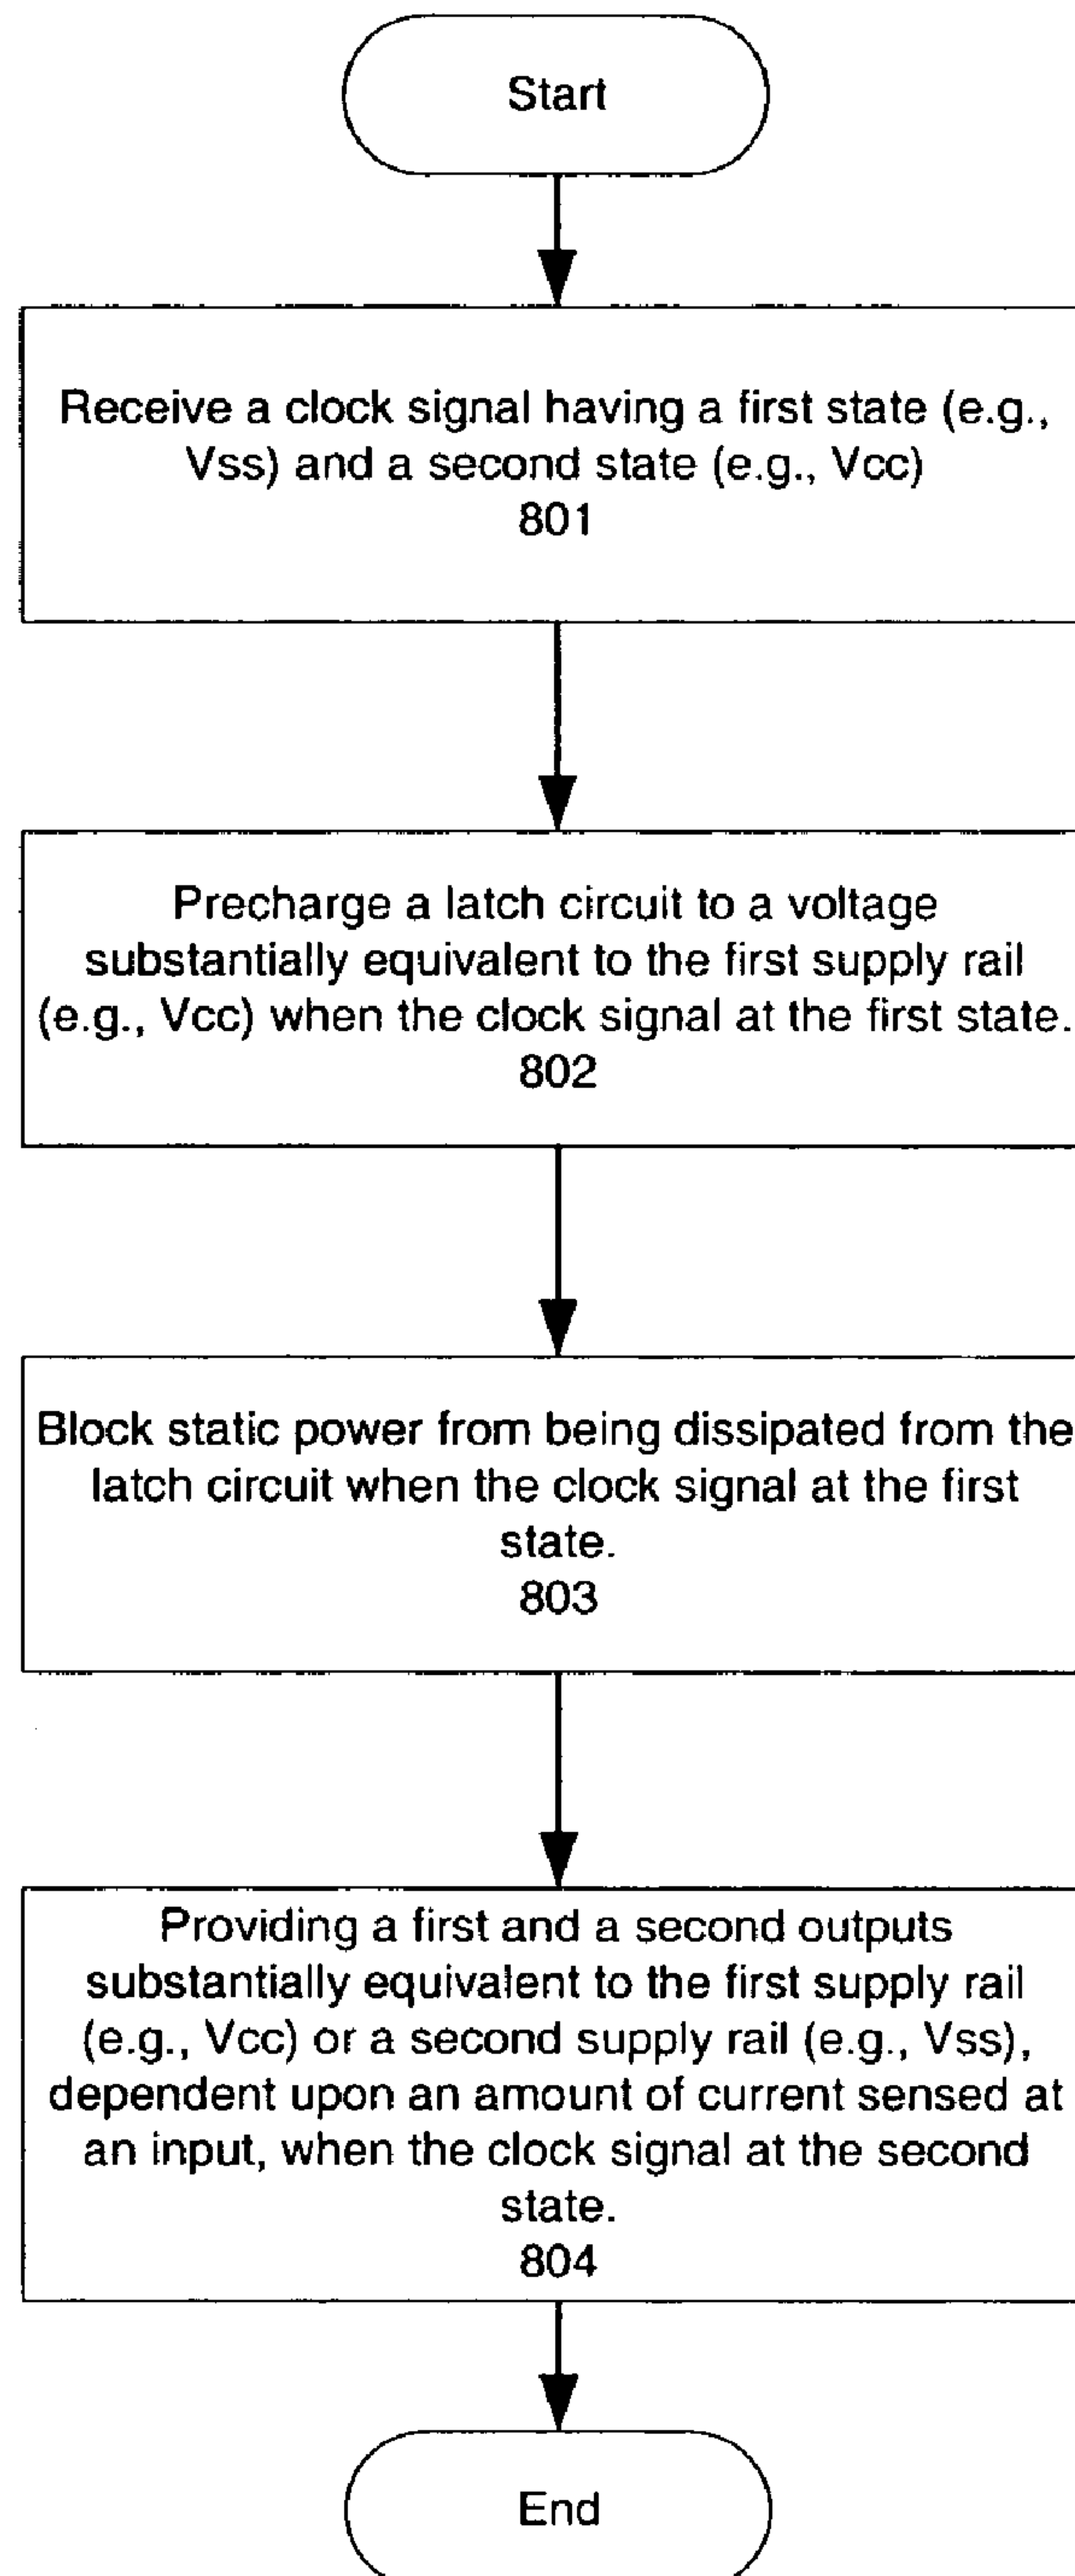 Start
Receive a clock signal having a first state (e.g.,
Vss) and a second state (e.g., Vcc)
801
Precharge a latch circuit to a voltage
substantially equivalent to the first supply rail
(e.g., Vcc) when the clock signal at the first state.
802
Block static power from being dissipated from the
latch circuit when the clock signal at the first
state.
803
Providing a first and a second outputs
substantially equivalent to the first supply rail
(e.g., Vcc) or a second supply rail (e.g., Vss),
dependent upon an amount of current sensed at
an input, when the clock signal at the second
state.
804
End